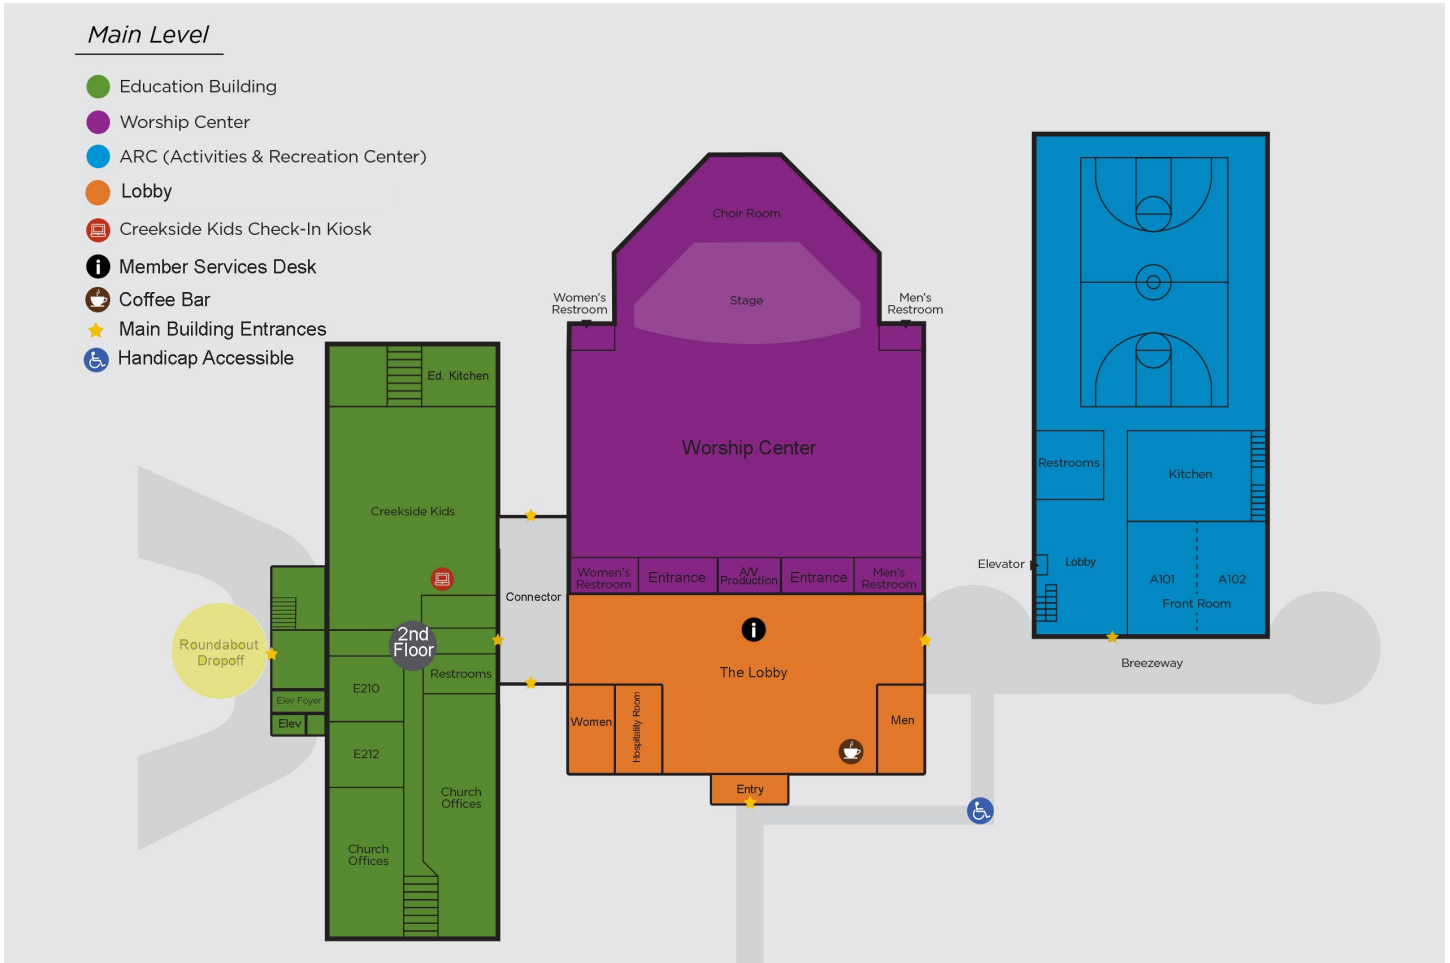 Main Level
Education Building
Worship Center
ARC (Activities & Recreation Center)
Lobby
Creekside Kids Check-In Kiosk
i
Member Services Desk
Coffee Bar
Main Building Entrances
Handicap Accessible
Choir Room
Stage
Women's
Restroom
Men's
Restroom
Worship Center
Women's
Restroom
Entrance
A/V
Production
Entrance
Men's
Restroom
Ed. Kitchen
Creekside Kids
Connector
2nd
Floor
Restrooms
E210
E212
Church
Offices
Church
Offices
Elev Foyer
Elev
Roundabout
Dropoff
i
The Lobby
Women
Hospitality Room
Men
Entry
Restrooms
Kitchen
Elevator
Lobby
A101
A102
Front Room
Breezeway